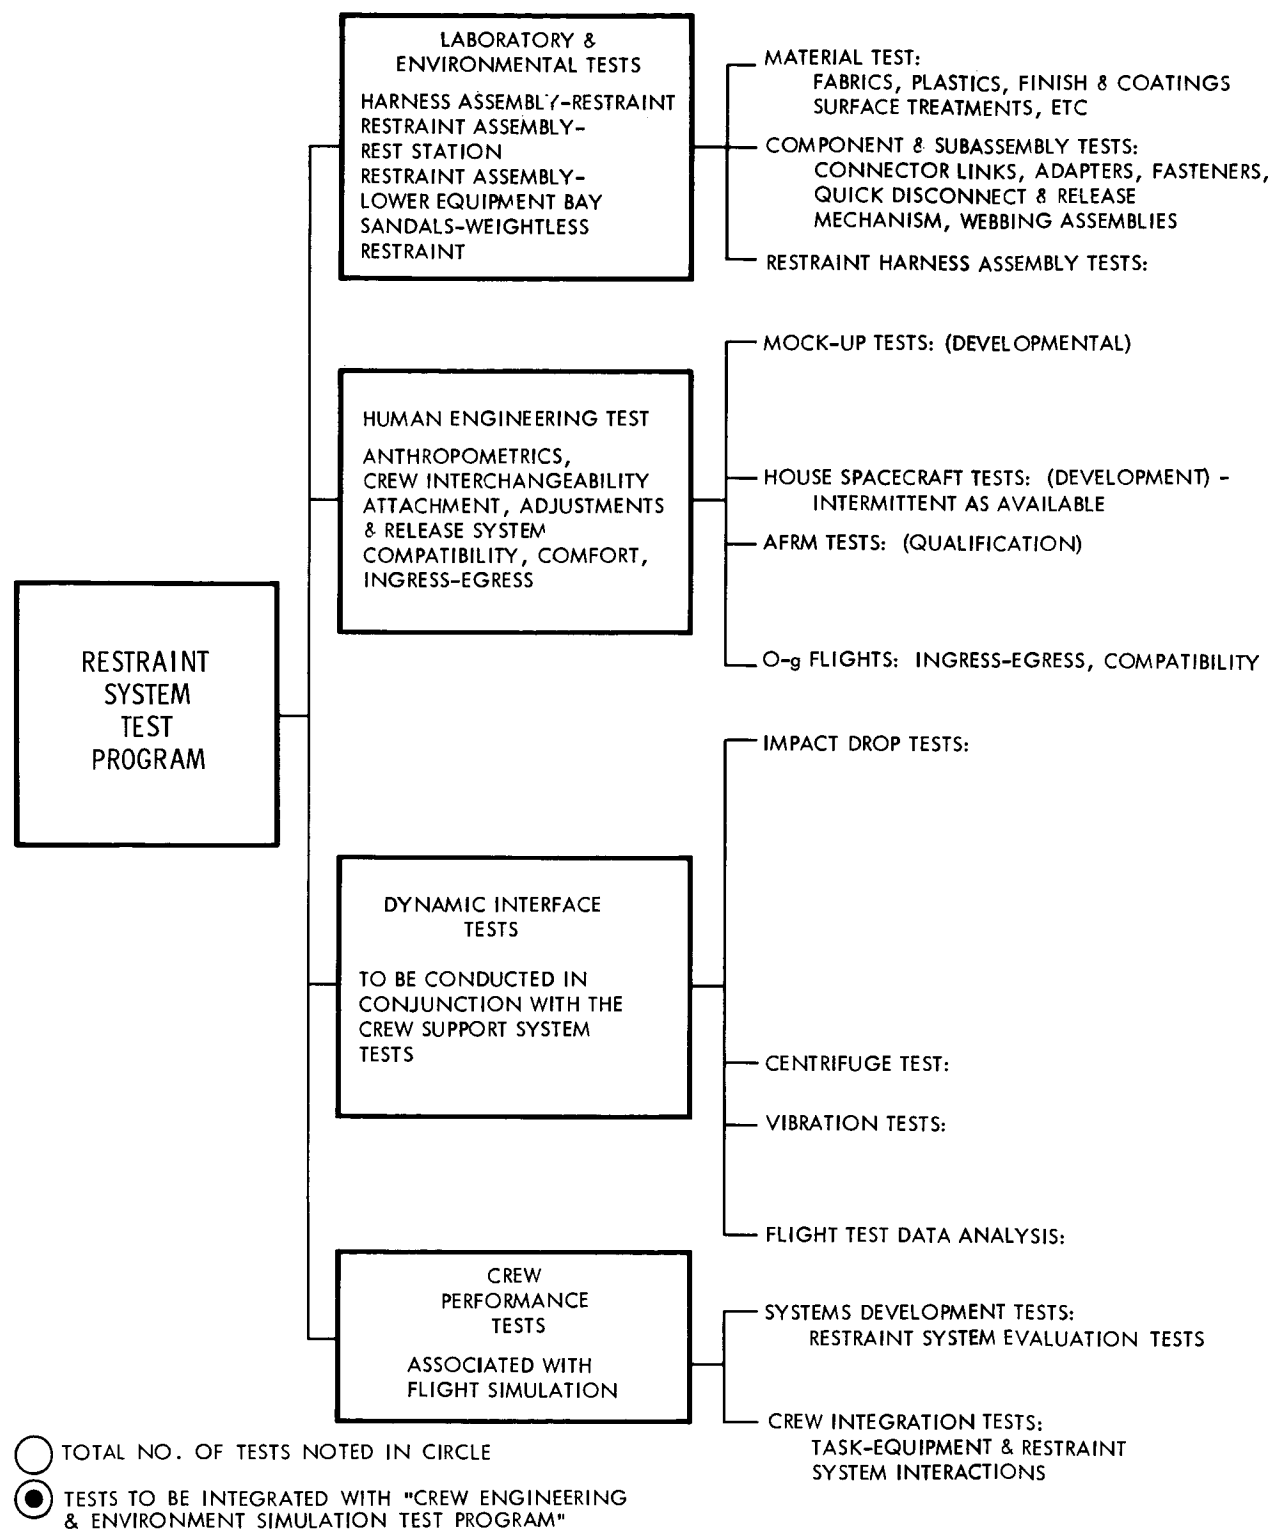 RESTRAINT
SYSTEM
TEST
PROGRAM
LABORATORY &
ENVIRONMENTAL TESTS
HARNESS ASSEMBLY-RESTRAINT
RESTRAINT ASSEMBLY-
REST STATION
RESTRAINT ASSEMBLY-
LOWER EQUIPMENT BAY
SANDALS-WEIGHTLESS
RESTRAINT
MATERIAL TEST:
FABRICS, PLASTICS, FINISH & COATINGS
SURFACE TREATMENTS, ETC
COMPONENT & SUBASSEMBLY TESTS:
CONNECTOR LINKS, ADAPTERS, FASTENERS,
QUICK DISCONNECT & RELEASE
MECHANISM, WEBBING ASSEMBLIES
RESTRAINT HARNESS ASSEMBLY TESTS:
HUMAN ENGINEERING TEST
ANTHROPOMETRICS,
CREW INTERCHANGEABILITY
ATTACHMENT, ADJUSTMENTS
& RELEASE SYSTEM
COMPATIBILITY, COMFORT,
INGRESS-EGRESS
MOCK-UP TESTS: (DEVELOPMENTAL)
HOUSE SPACECRAFT TESTS: (DEVELOPMENT) -
INTERMITTENT AS AVAILABLE
AFRM TESTS: (QUALIFICATION)
O-g FLIGHTS: INGRESS-EGRESS, COMPATIBILITY
DYNAMIC INTERFACE
TESTS
TO BE CONDUCTED IN
CONJUNCTION WITH THE
CREW SUPPORT SYSTEM
TESTS
IMPACT DROP TESTS:
CENTRIFUGE TEST:
VIBRATION TESTS:
FLIGHT TEST DATA ANALYSIS:
CREW
PERFORMANCE
TESTS
ASSOCIATED WITH
FLIGHT SIMULATION
SYSTEMS DEVELOPMENT TESTS:
RESTRAINT SYSTEM EVALUATION TESTS
CREW INTEGRATION TESTS:
TASK-EQUIPMENT & RESTRAINT
SYSTEM INTERACTIONS
TOTAL NO. OF TESTS NOTED IN CIRCLE
TESTS TO BE INTEGRATED WITH "CREW ENGINEERING
& ENVIRONMENT SIMULATION TEST PROGRAM"